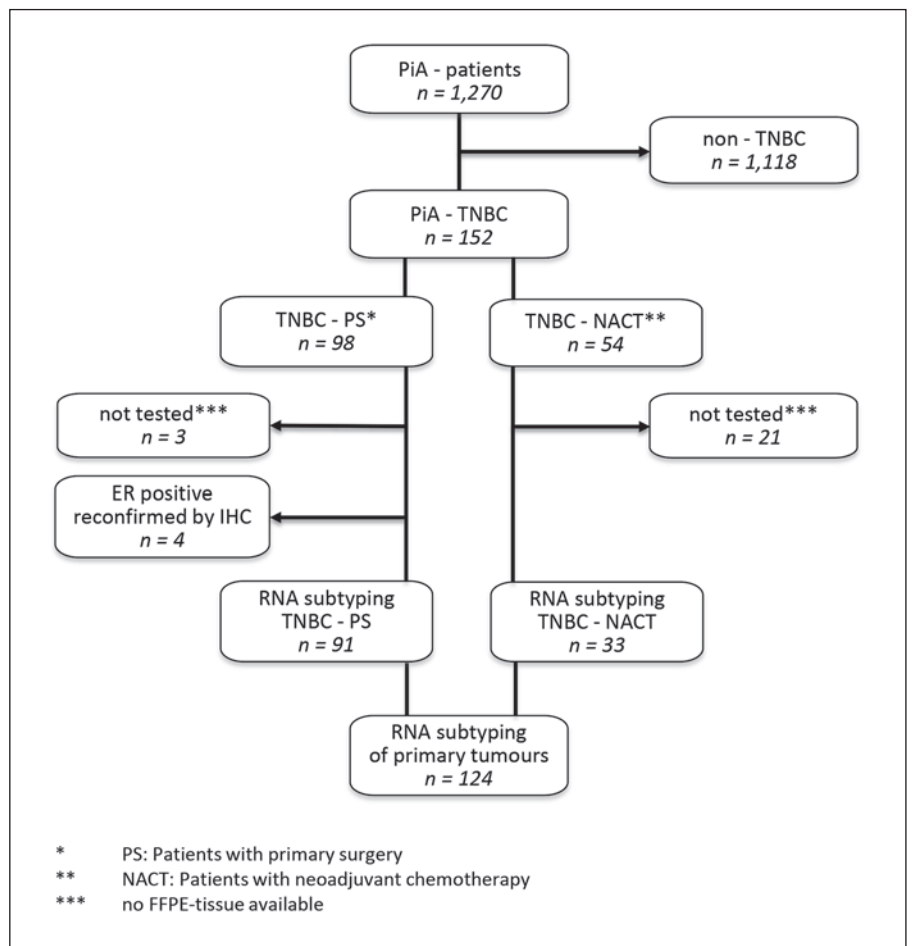 PiA - patients
n = 1,270
non - TNBC
n = 1,118
PiA - TNBC
n = 152
TNBC - PS*
n = 98
TNBC - NACT**
n = 54
not tested***
n = 3
not tested***
n = 21
ER positive
reconfirmed by IHC
n = 4
RNA subtyping
TNBC - PS
n = 91
RNA subtyping
TNBC - NACT
n = 33
RNA subtyping
of primary tumours
n = 124
* PS: Patients with primary surgery
** NACT: Patients with neoadjuvant chemotherapy
*** no FFPE-tissue available